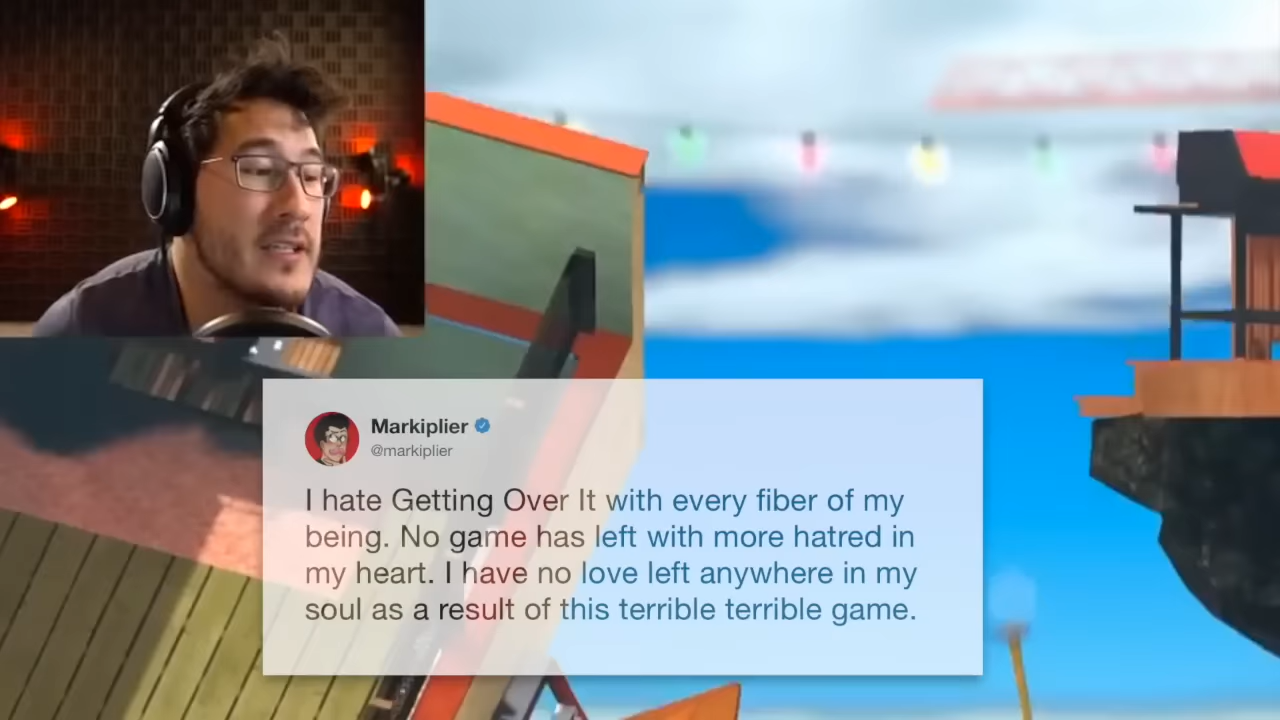 Markiplier
@markiplier
I hate Getting Over It with every fiber of my
being. No game has left with more hatred in
my heart. I have no love left anywhere in my
soul as a result of this terrible terrible game.